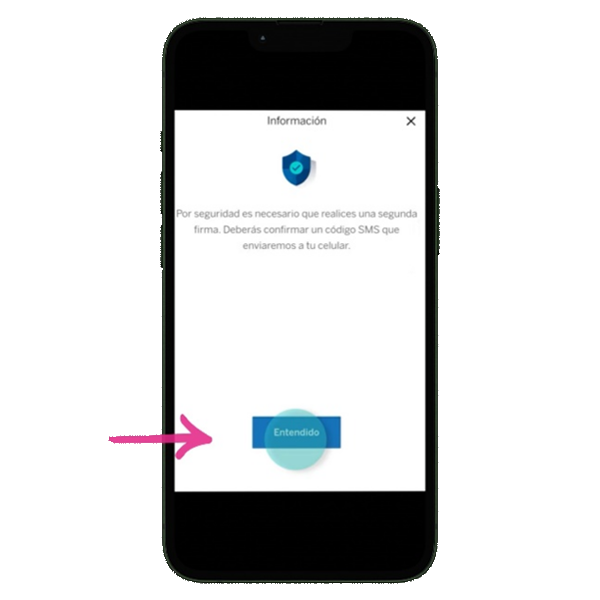 Información
Por seguridad es necesario que realices una segunda
firma. Deberás confirmar un código SMS que
enviaremos a tu celular.
Entendido